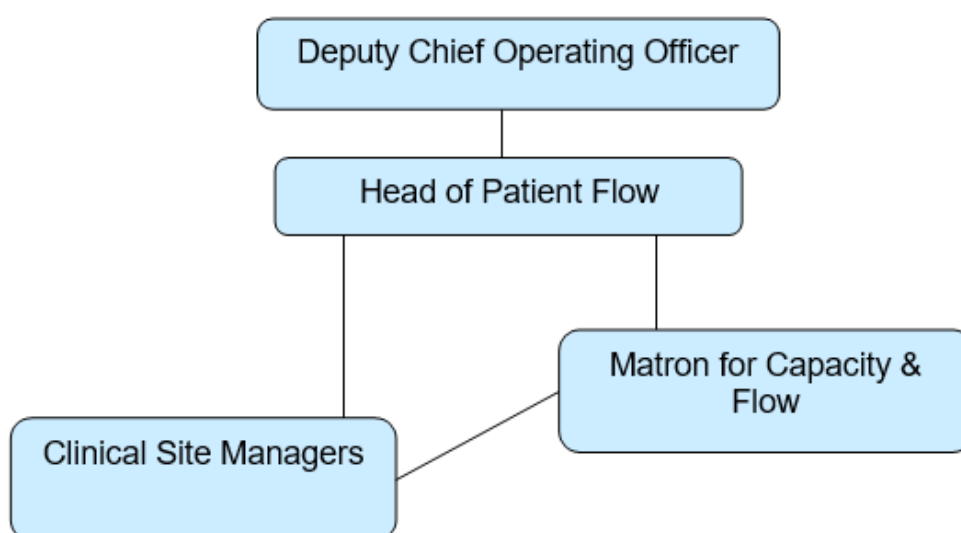 Deputy Chief Operating Officer
Head of Patient Flow
Matron for Capacity &
Flow
Clinical Site Managers